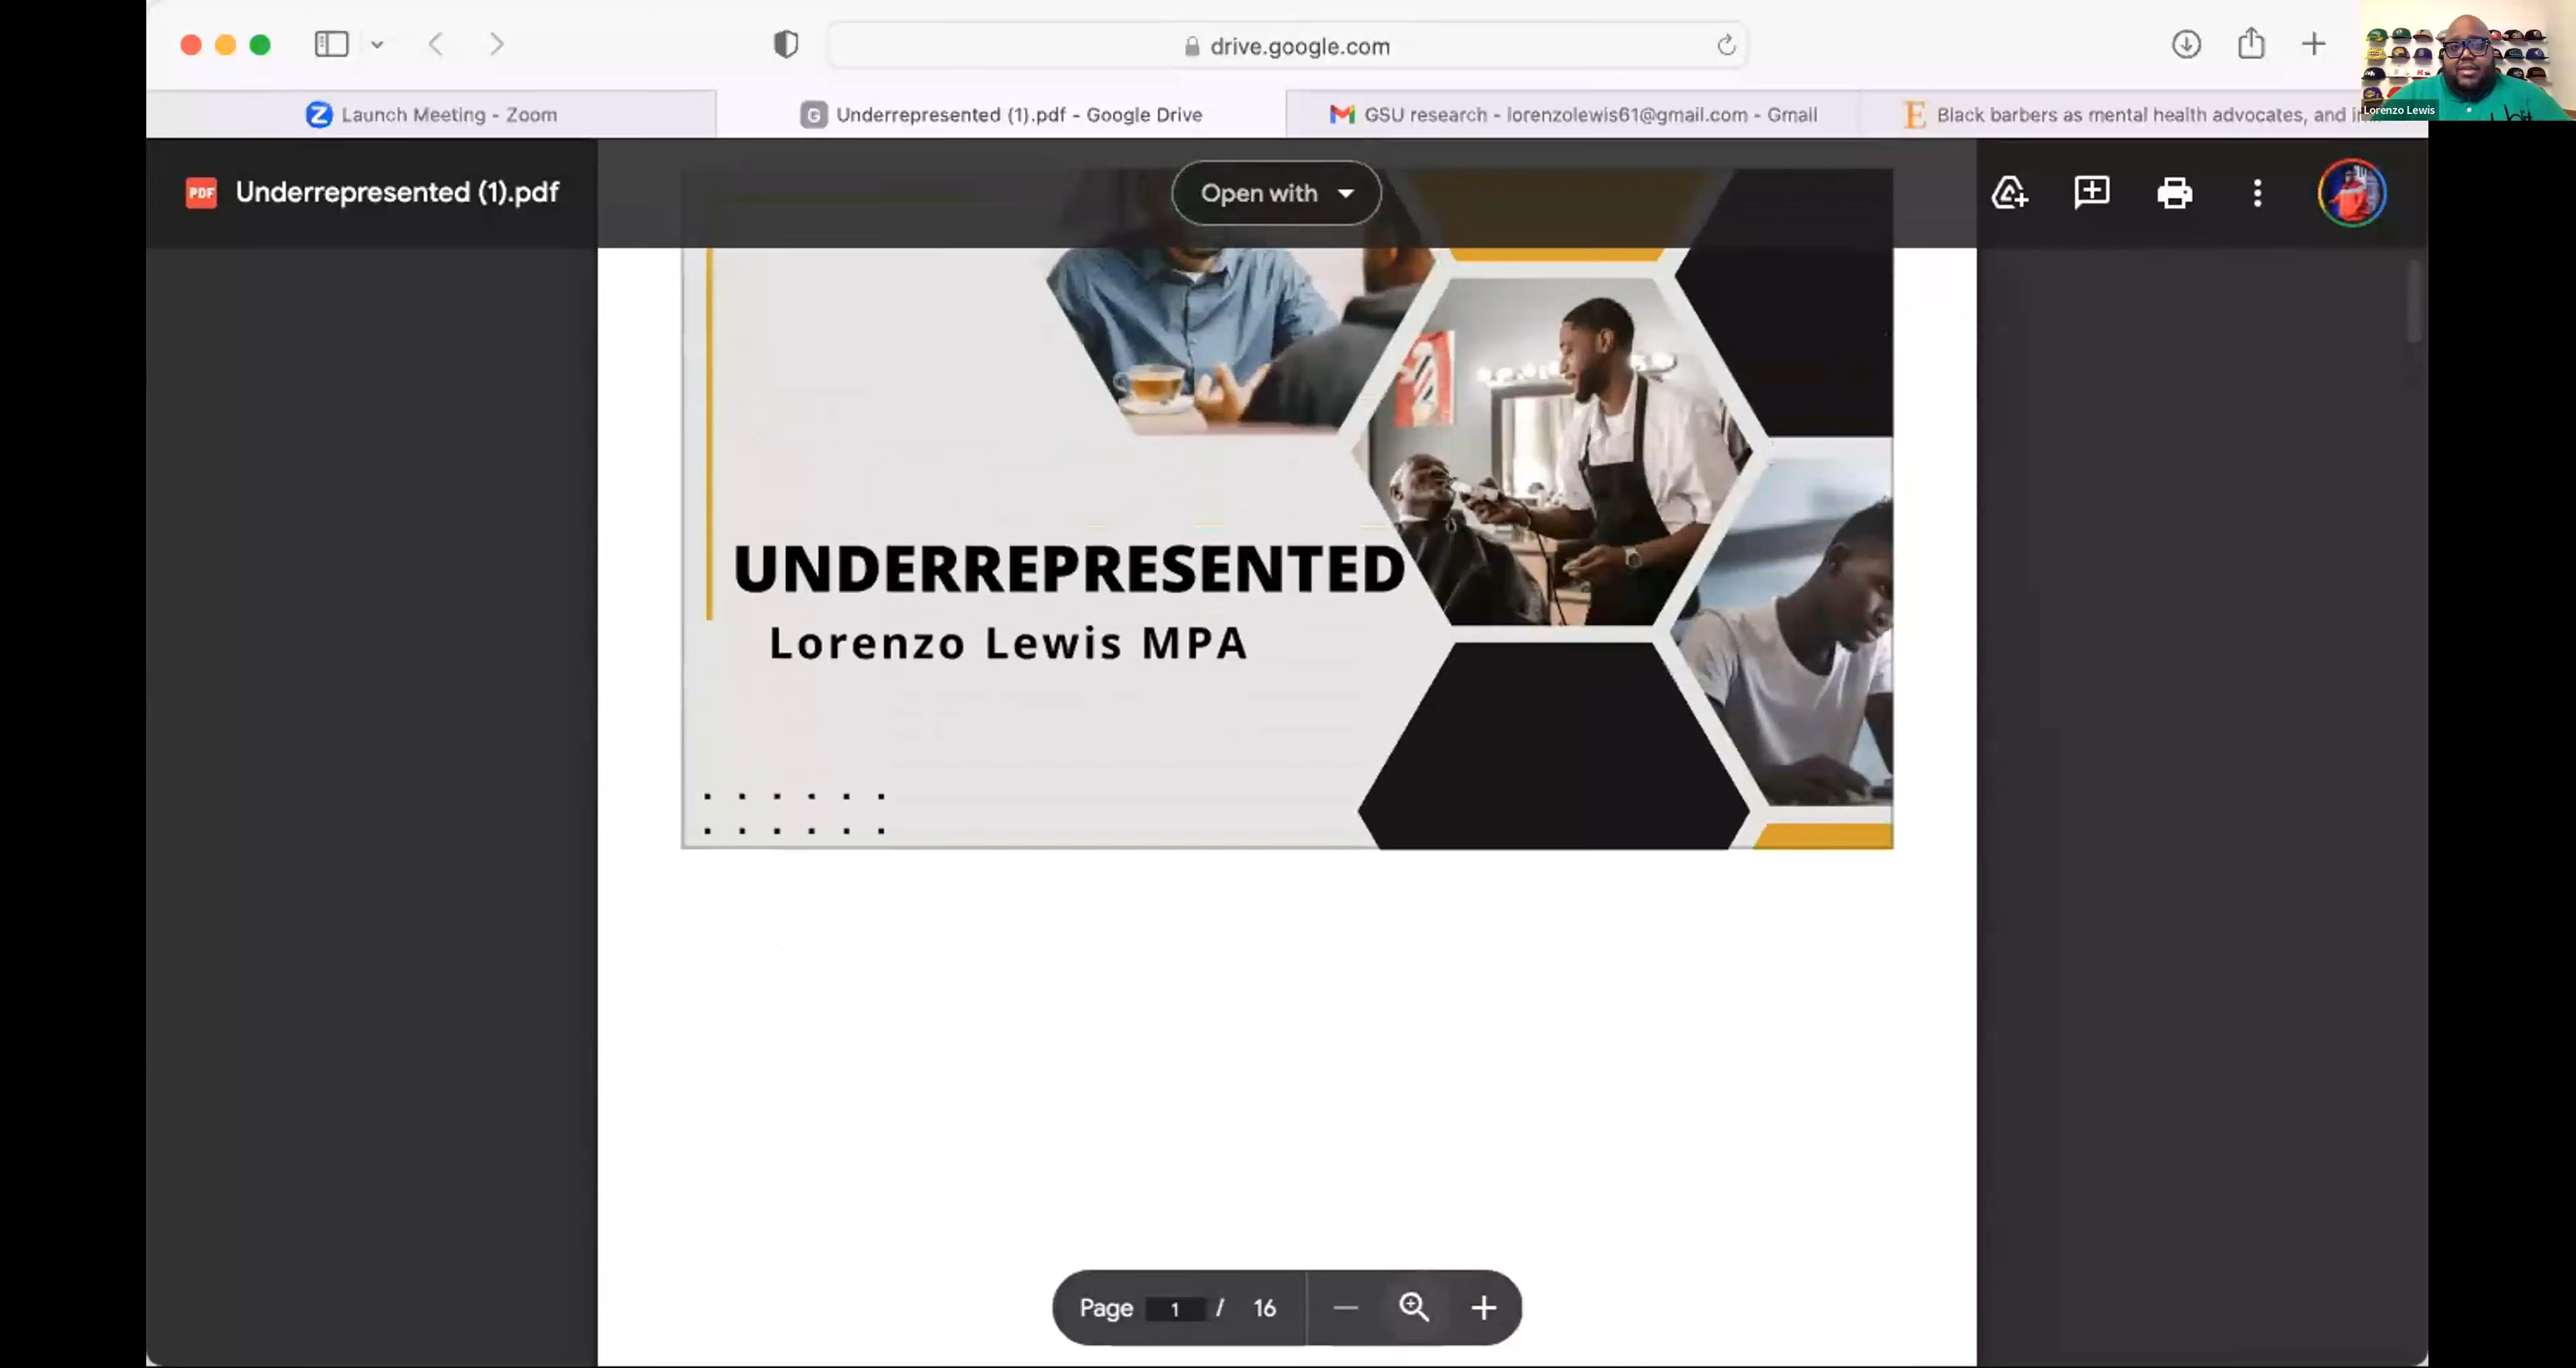 drive.google.com
Launch Meeting - Zoom
Underrepresented (1).pdf - Google Drive
GSU research - lorenzolewis61@gmail.com - Gmail
Black barbers as mental health advocates, and i
Lorenzo Lewis
PDF
Underrepresented (1).pdf
Open with
UNDERREPRESENTED
Lorenzo Lewis MPA
Page 1 / 16